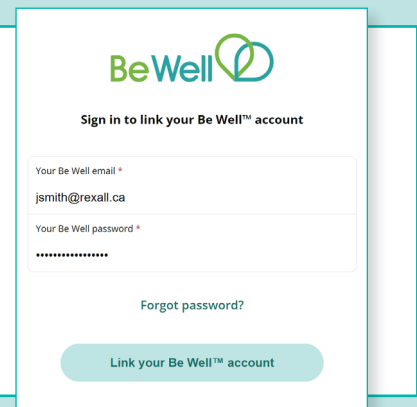 Be Well
Sign in to link your Be Well™ account
Your Be Well email *
jsmith@rexall.ca
Your Be Well password *
•••••••••••••••••
Forgot password?
Link your Be Well™ account